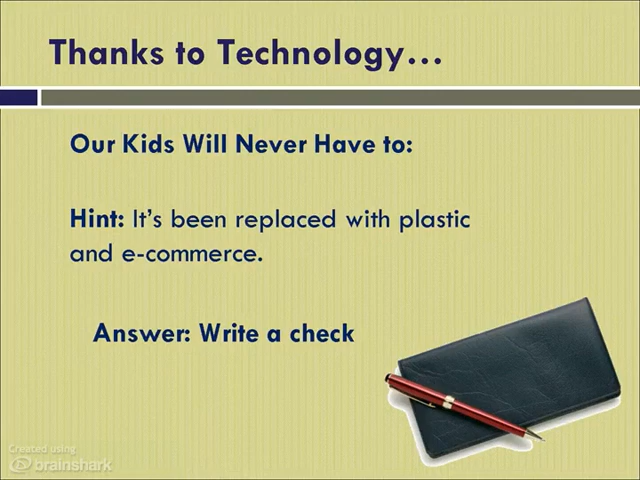 Thanks to Technology...
Our Kids Will Never Have to:
Hint: It's been replaced with plastic
and e-commerce.
Answer: Write a check
Created using
brainshark